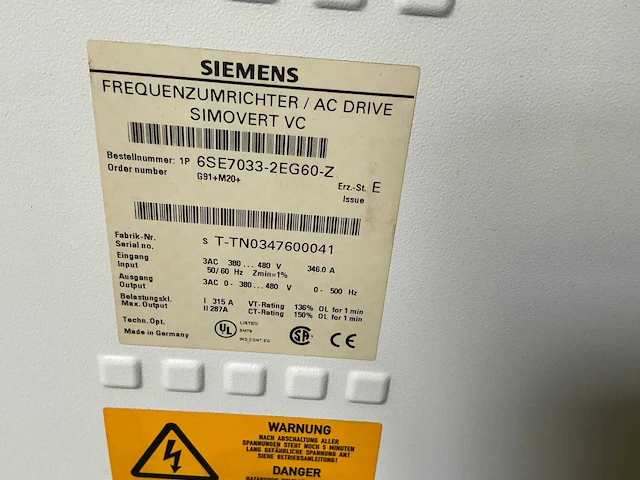 SIEMENS
FREQUENZUMRICHTER / AC DRIVE
SIMOVERT VC
Bestellnummer: 1P 6SE7033-2EG60-Z
Order number G91+M20+
Erz.-St. E
Issue
Fabrik-Nr.
Serial no. S T-TN0347600041
Eingang 3AC 380 ... 480 V 346.0 A
Input 50/60 Hz Zmin=1%
Ausgang
Output 3AC 0 - 380 ... 480 V 0 - 500 Hz
Belastungskl. I 315 A VT-Rating 136% OL for 1 min
Max. Output II 287A CT-Rating 150% OL for 1 min
Techn. Opt.
Made in Germany
UL LISTED
IND.CONT.EQ
SA CE
WARNUNG
NACH ABSCHALTUNG ALLER
SPANNUNGEN STEHT NOCH 5 MINUTEN
LANG GEFÄHRLICHE SPANNUNG AN!
SIEHE BETRIEBSANLEITUNG!
DANGER